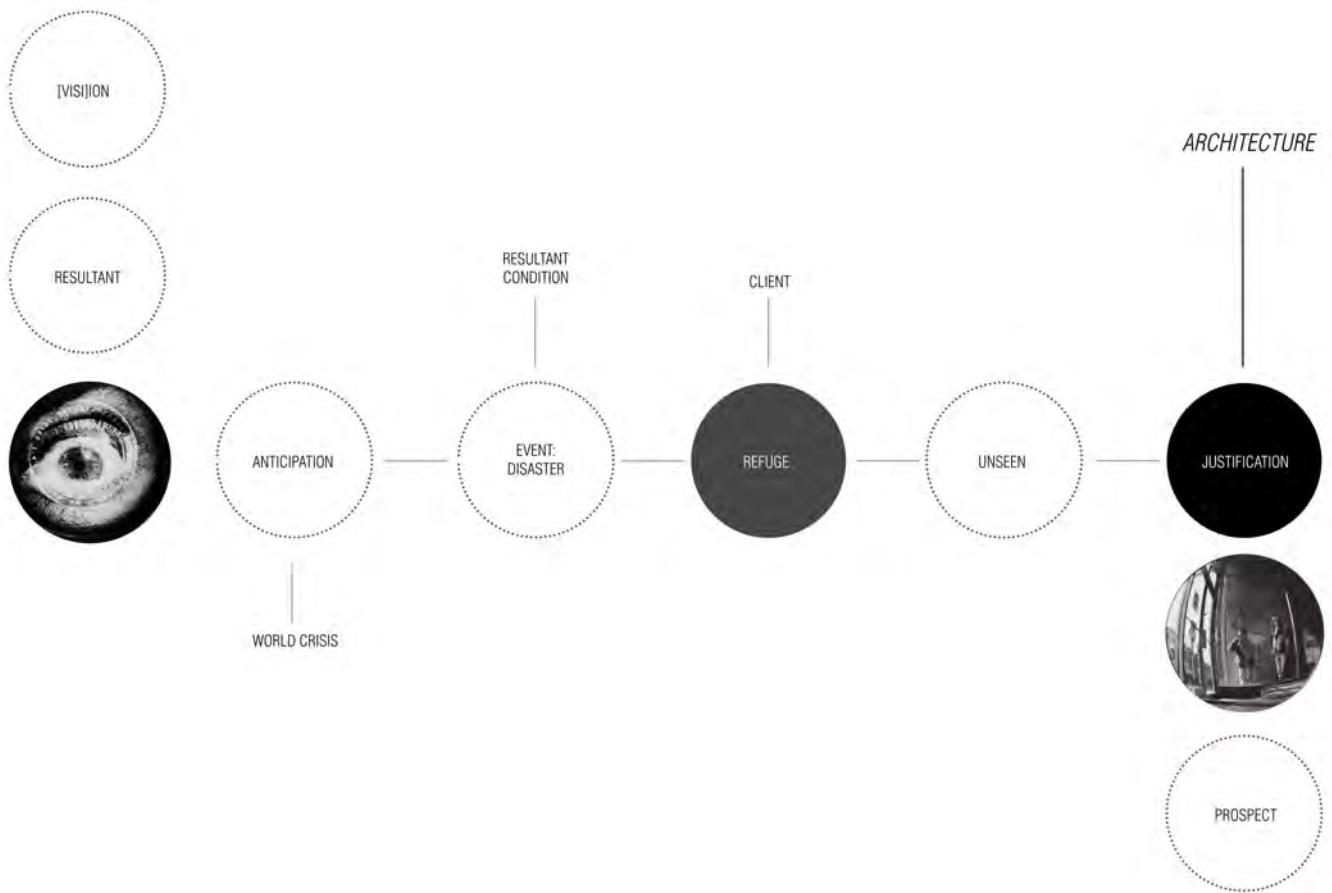 [VISI]ION
ARCHITECTURE
RESULTANT
RESULTANT
CONDITION
CLIENT
ANTICIPATION
EVENT:
DISASTER
REFUGE
UNSEEN
JUSTIFICATION
WORLD CRISIS
PROSPECT